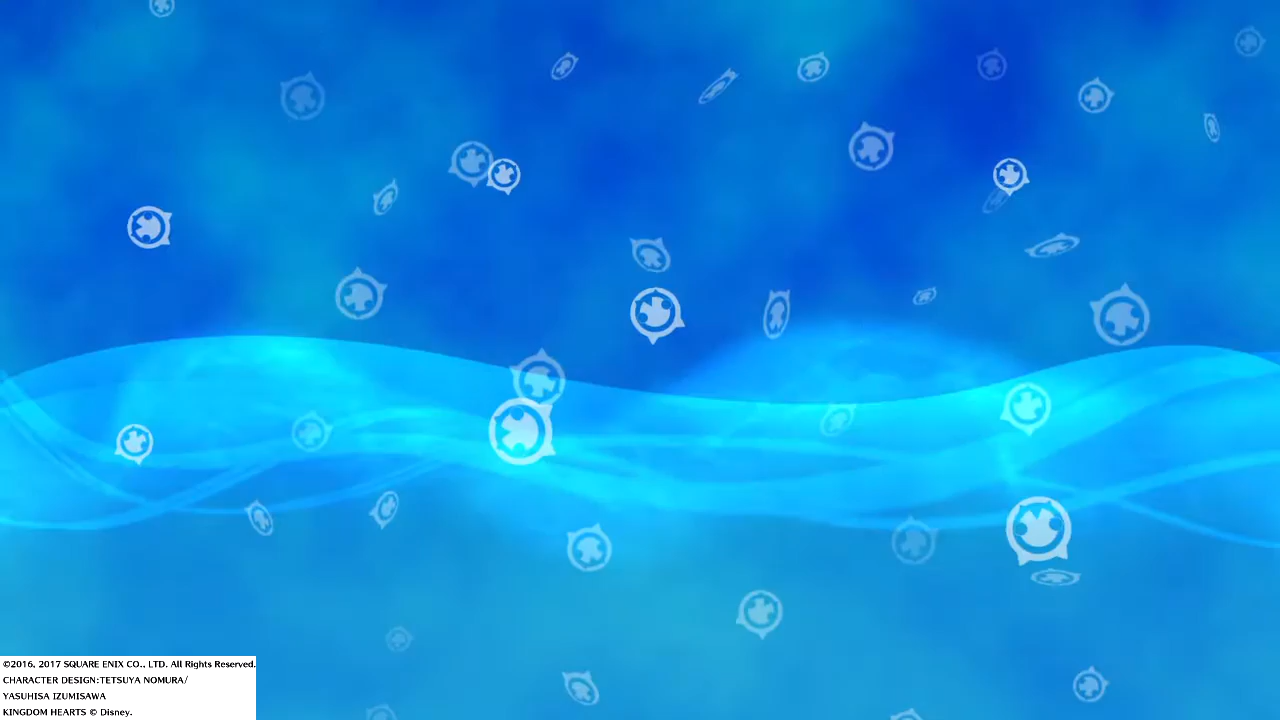 ©2016, 2017 SQUARE ENIX CO., LTD. All Rights Reserved.
CHARACTER DESIGN:TETSUYA NOMURA/
YASUHISA IZUMISAWA
KINGDOM HEARTS © Disney.